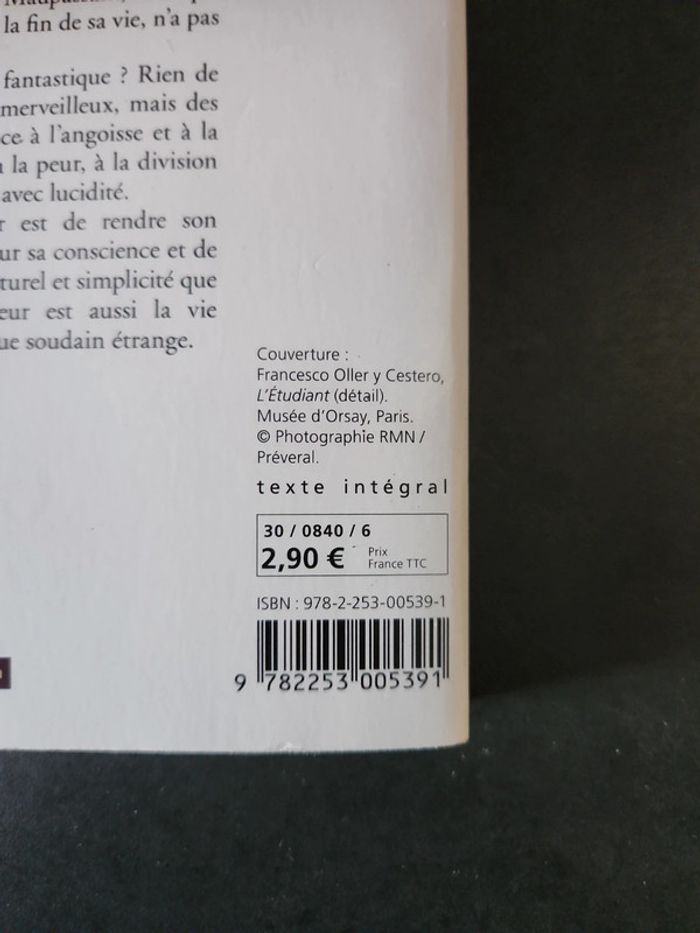 la fin de sa vie, n'a pas
fantastique ? Rien de
merveilleux, mais des
ce à l'angoisse et à la
la peur, à la division
avec lucidité.
r est de rendre son
ur sa conscience et de
turel et simplicité que
eur est aussi la vie
ue soudain étrange.
Couverture :
Francesco Oller y Cestero,
L'Étudiant (détail).
Musée d'Orsay, Paris.
© Photographie RMN /
Préveral.
texte intégral
30 / 0840 / 6
2,90 € Prix
France TTC
ISBN : 978-2-253-00539-1
9 782253 005391